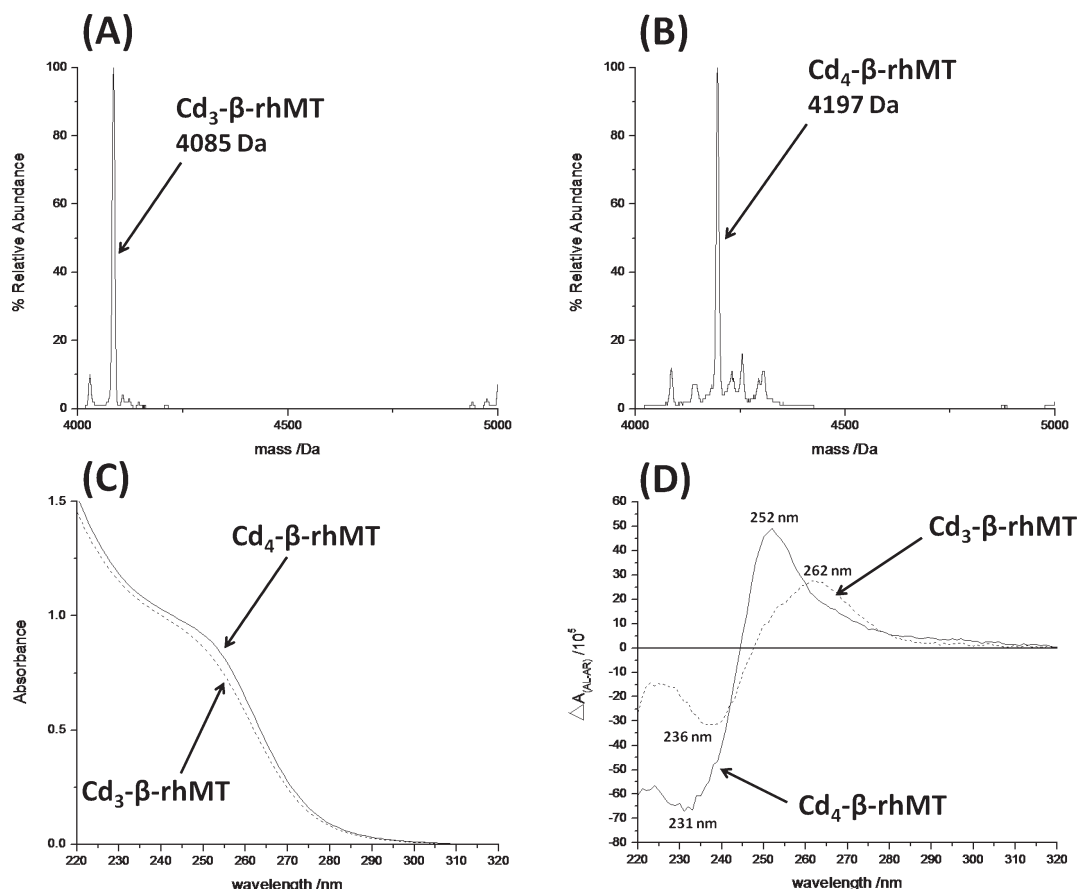 (A)
100
80
60
40
20
0
% Relative Abundance
Cd3-β-rhMT
4085 Da
4000
4500
5000
mass /Da
(B)
100
80
60
40
20
0
% Relative Abundance
Cd4-β-rhMT
4197 Da
4000
4500
5000
mass /Da
(C)
1.5
1.0
0.5
0.0
Absorbance
Cd4-β-rhMT
Cd3-β-rhMT
220 230 240 250 260 270 280 290 300 310 320
wavelength /nm
(D)
60
50
40
30
20
10
0
-10
-20
-30
-40
-50
-60
-70
-80
△A(AL-AR) /10⁵
252 nm
Cd3-β-rhMT
262 nm
236 nm
231 nm
Cd4-β-rhMT
220 230 240 250 260 270 280 290 300 310 320
wavelength /nm